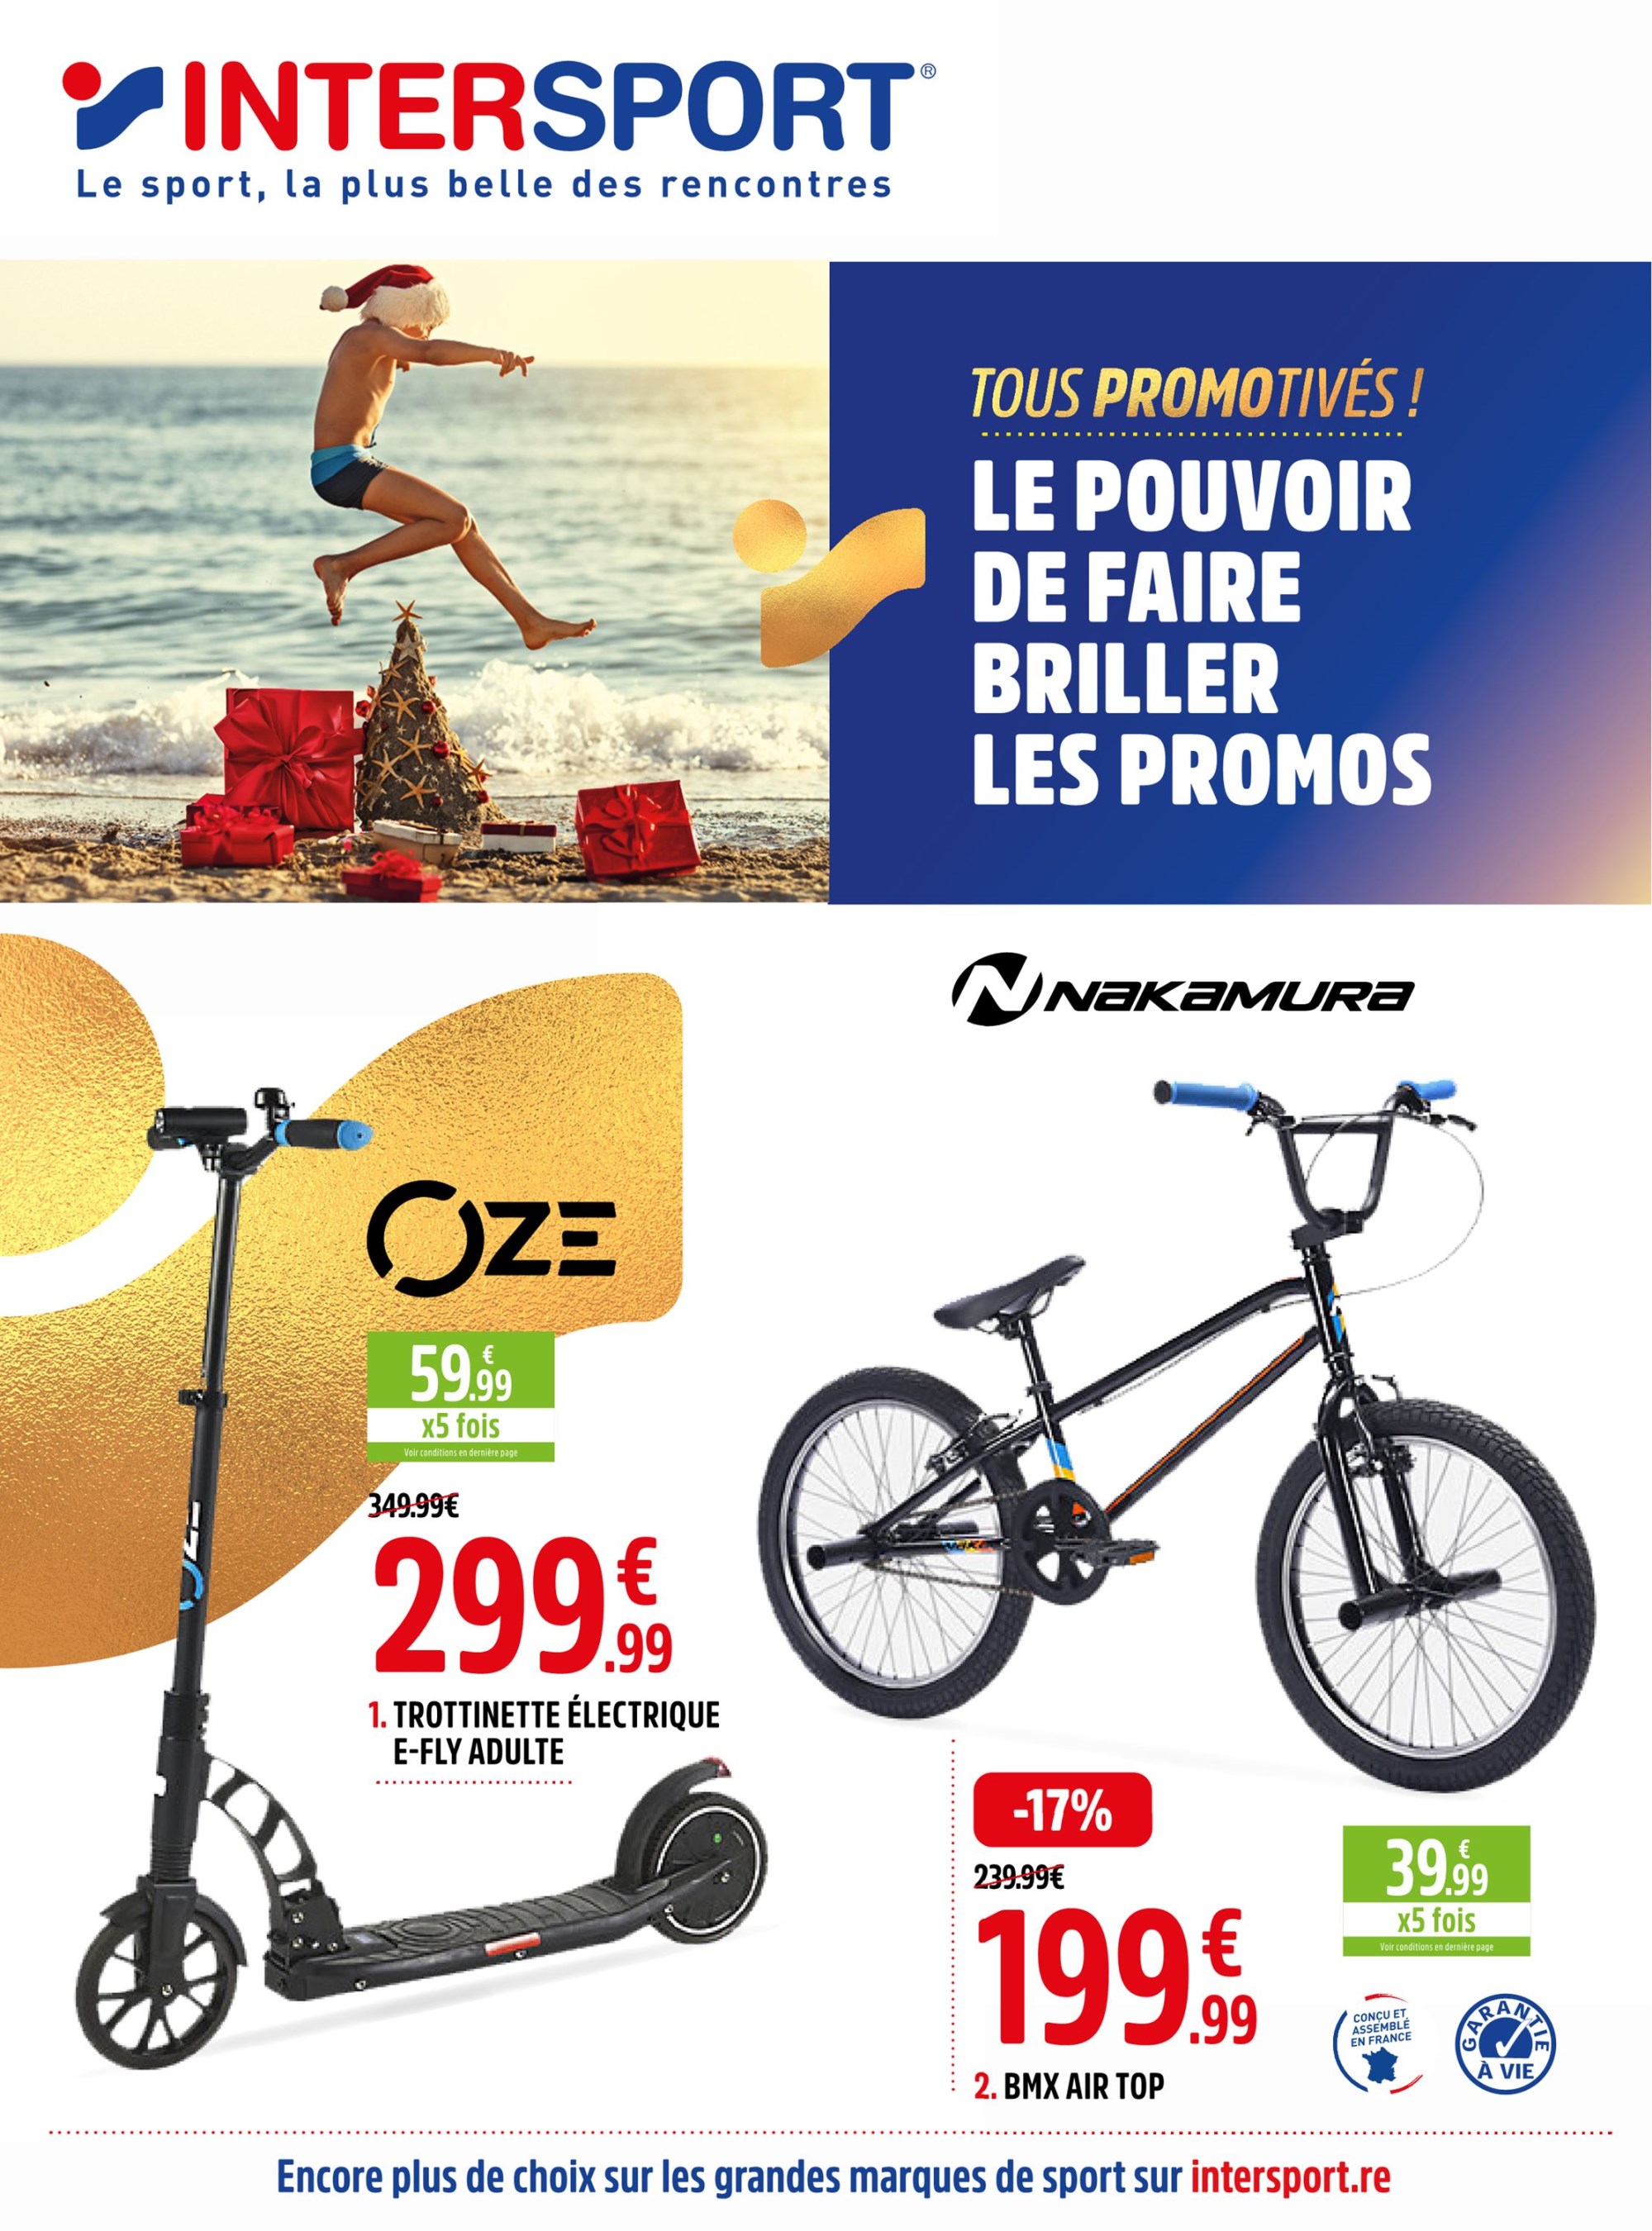 INTERSPORT®
Le sport, la plus belle des rencontres
TOUS PROMOTIVÉS !
LE POUVOIR
DE FAIRE
BRILLER
LES PROMOS
NAKAMURA
OZE
59.99€
x5 fois
Voir conditions en dernière page
349.99€
299€.99
1. TROTTINETTE ÉLECTRIQUE
E-FLY ADULTE
-17%
239.99€
199€.99
2. BMX AIR TOP
39.99€
x5 fois
Voir conditions en dernière page
CONÇU ET
ASSEMBLÉ
EN FRANCE
GARANTIE
À VIE
Encore plus de choix sur les grandes marques de sport sur intersport.re